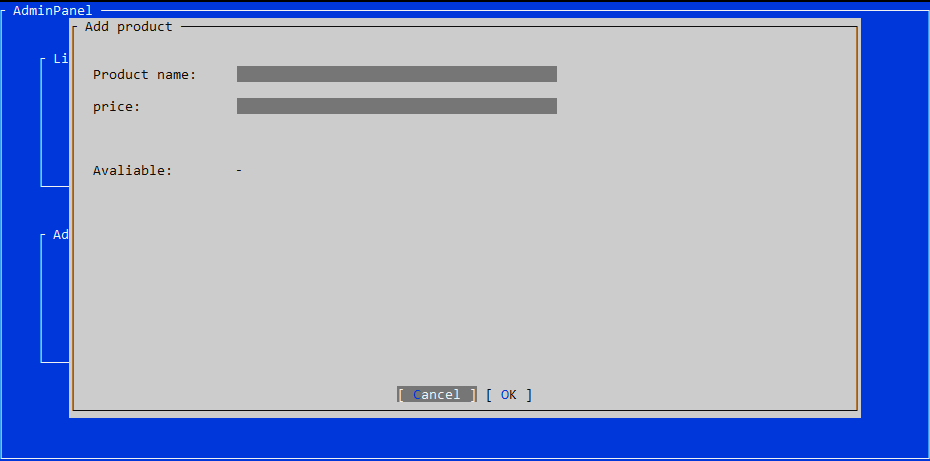 AdminPanel
Add product
Li
Product name:
price:
Avaliable: -
Ad
[ Cancel ] [ OK ]